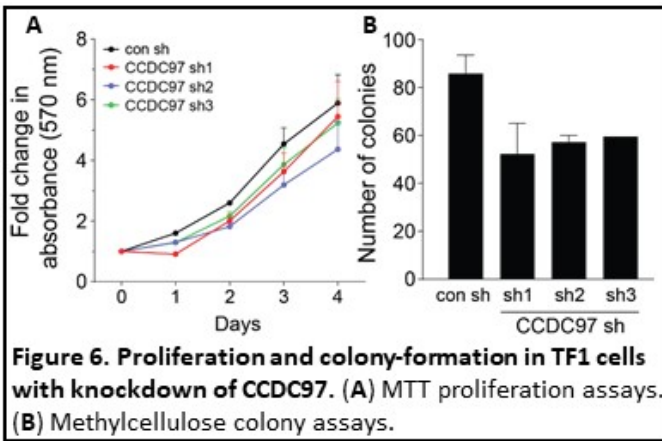 A
con sh
CCDC97 sh1
CCDC97 sh2
CCDC97 sh3
Fold change in
absorbance (570 nm)
8
6
4
2
0
0 1 2 3 4
Days
B
Number of colonies
100
80
60
40
20
0
con sh sh1 sh2 sh3
CCDC97 sh
Figure 6. Proliferation and colony-formation in TF1 cells
with knockdown of CCDC97. (A) MTT proliferation assays.
(B) Methylcellulose colony assays.